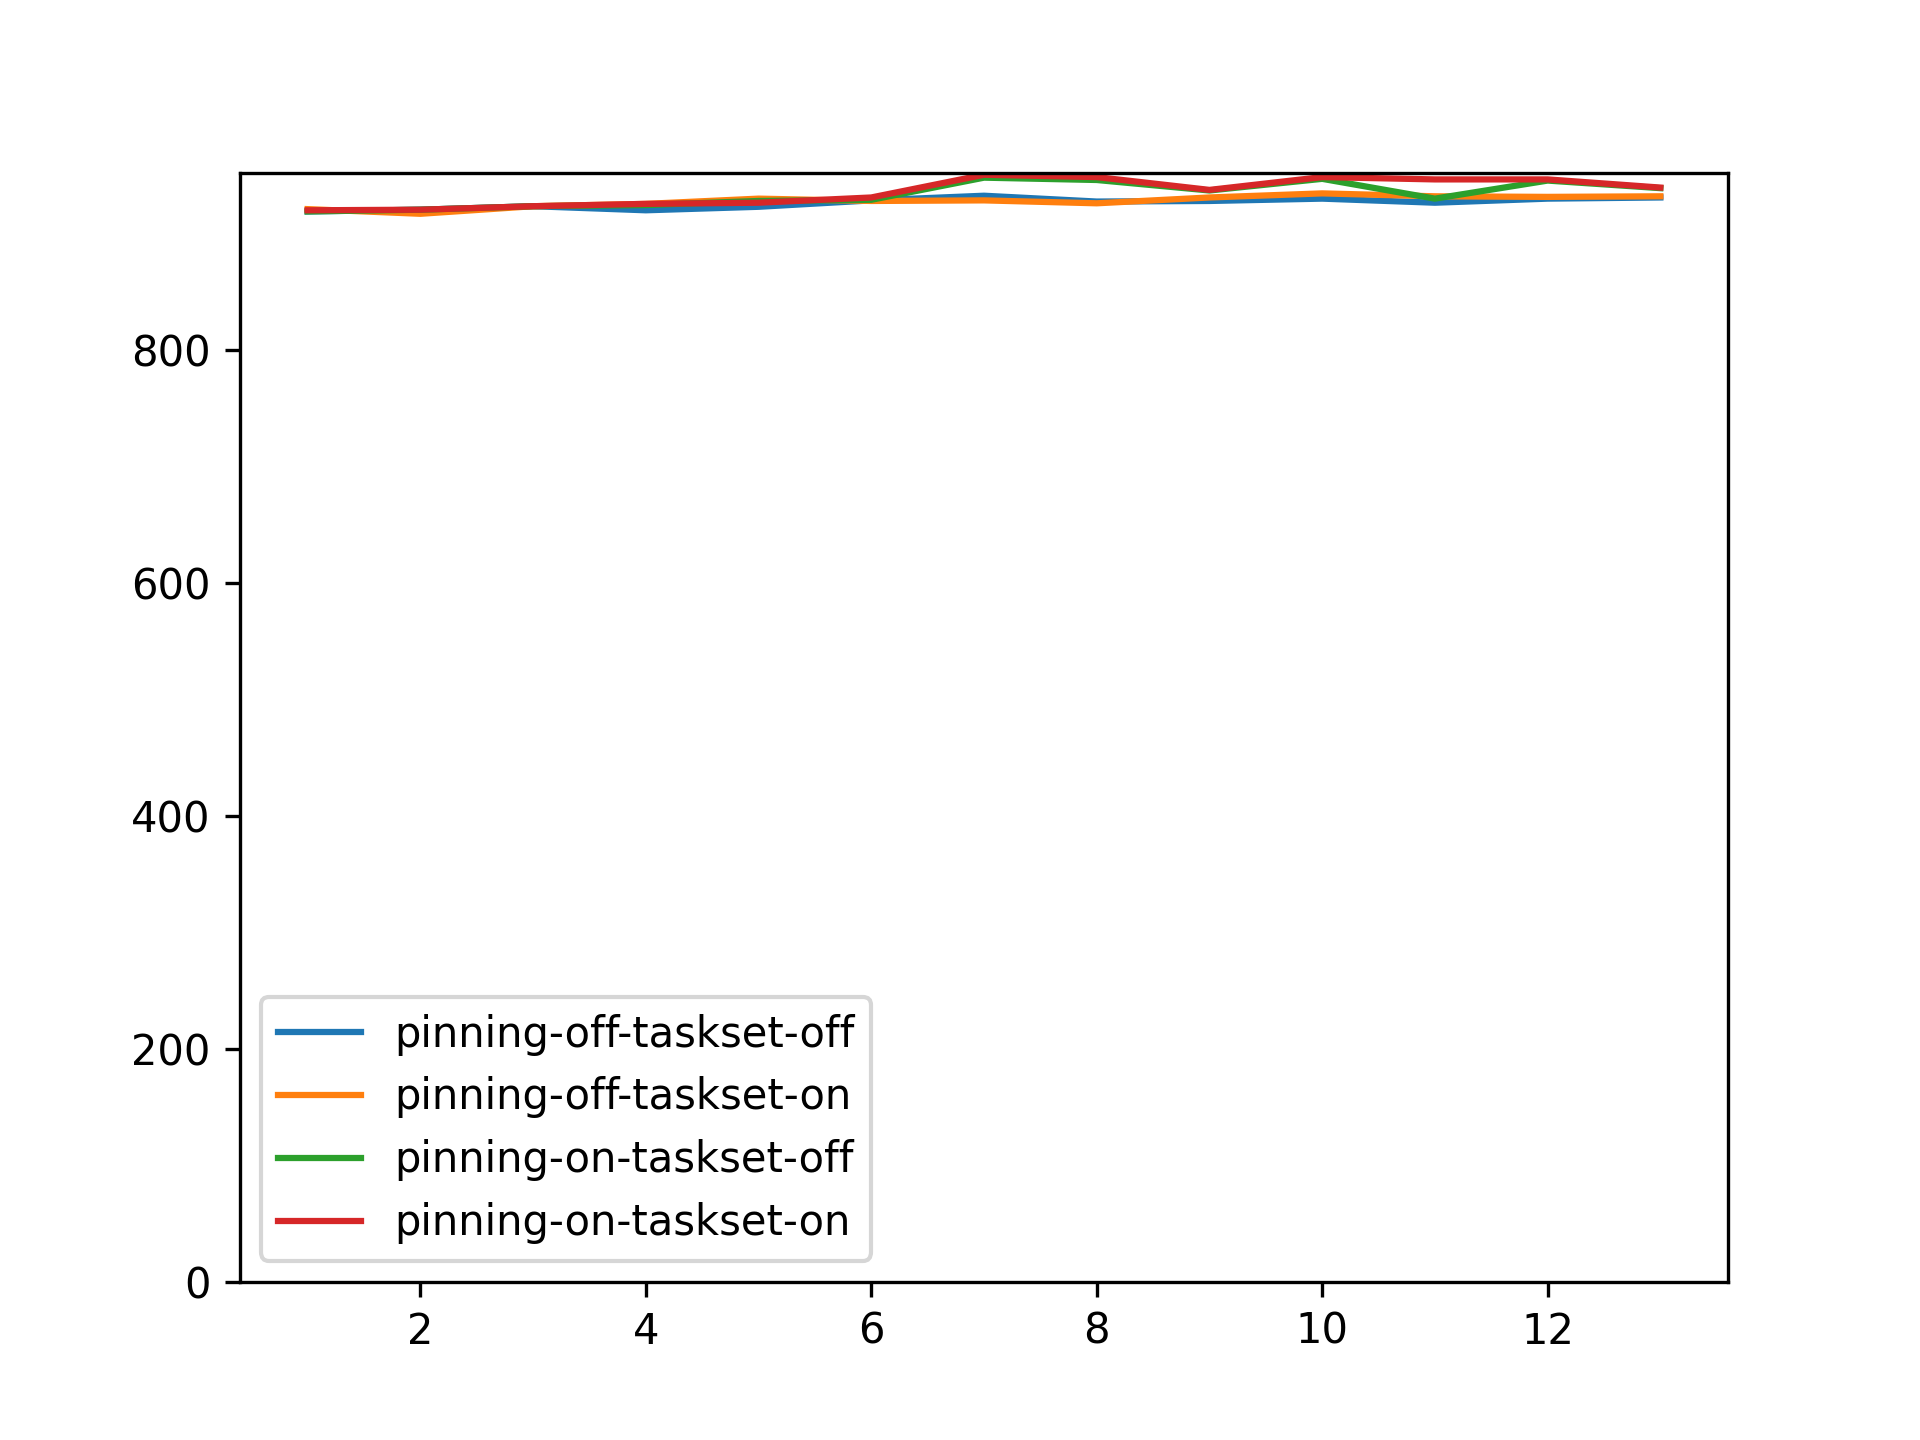 800
600
400
200
0
pinning-off-taskset-off
pinning-off-taskset-on
pinning-on-taskset-off
pinning-on-taskset-on
2 4 6 8 10 12